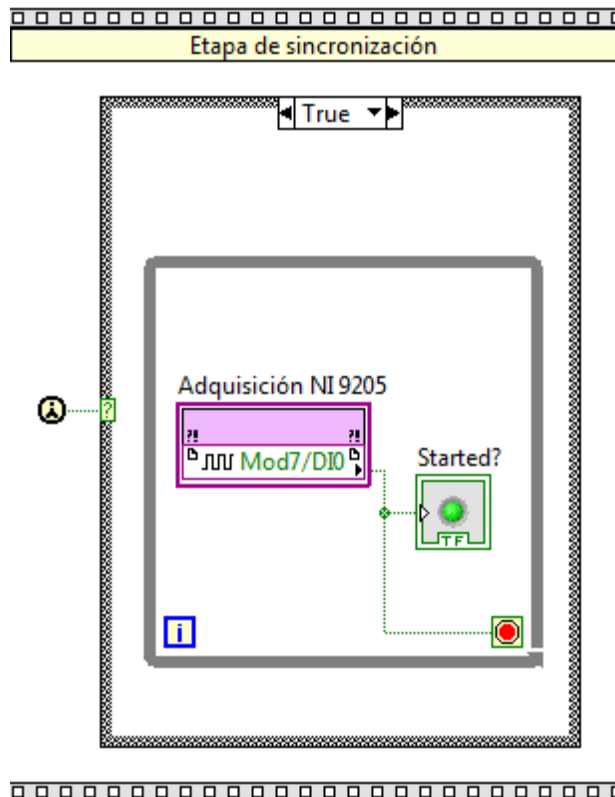 Etapa de sincronización
True
?
Adquisición NI 9205
?! ?!
Mod7/DI0
Started?
TF
i